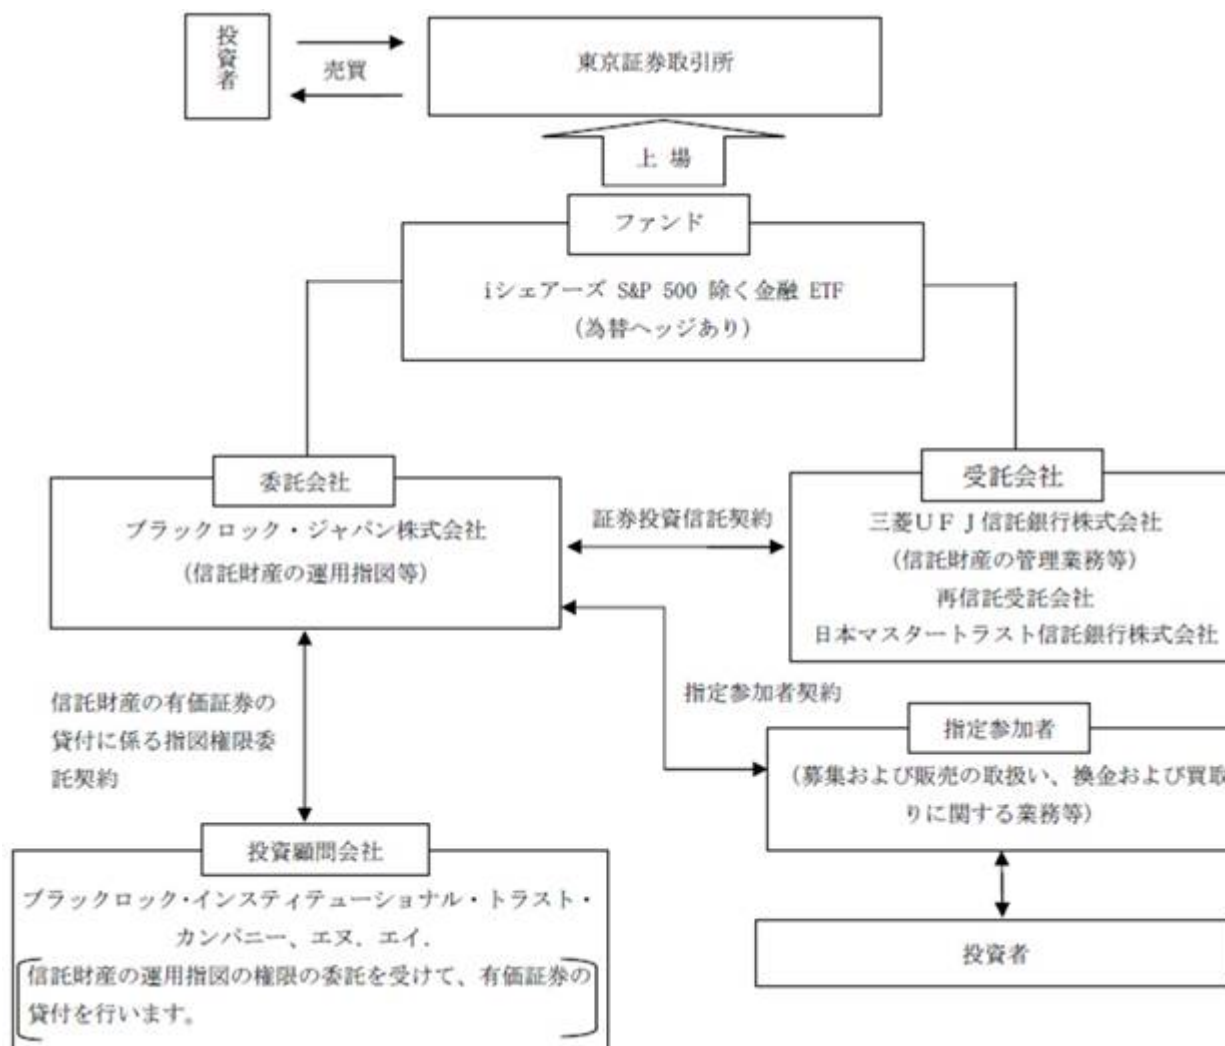 投資者
売買
東京証券取引所
上 場
ファンド
iシェアーズ S&P 500 除く金融 ETF
（為替ヘッジあり）
委託会社
ブラックロック・ジャパン株式会社
（信託財産の運用指図等）
証券投資信託契約
受託会社
三菱ＵＦＪ信託銀行株式会社
（信託財産の管理業務等）
再信託受託会社
日本マスタートラスト信託銀行株式会社
信託財産の有価証券の
貸付に係る指図権限委
託契約
指定参加者契約
指定参加者
（募集および販売の取扱い、換金および買取
りに関する業務等）
投資顧問会社
ブラックロック・インスティテューショナル・トラスト・
カンパニー、エヌ．エイ．
信託財産の運用指図の権限の委託を受けて、有価証券の
貸付を行います。
投資者